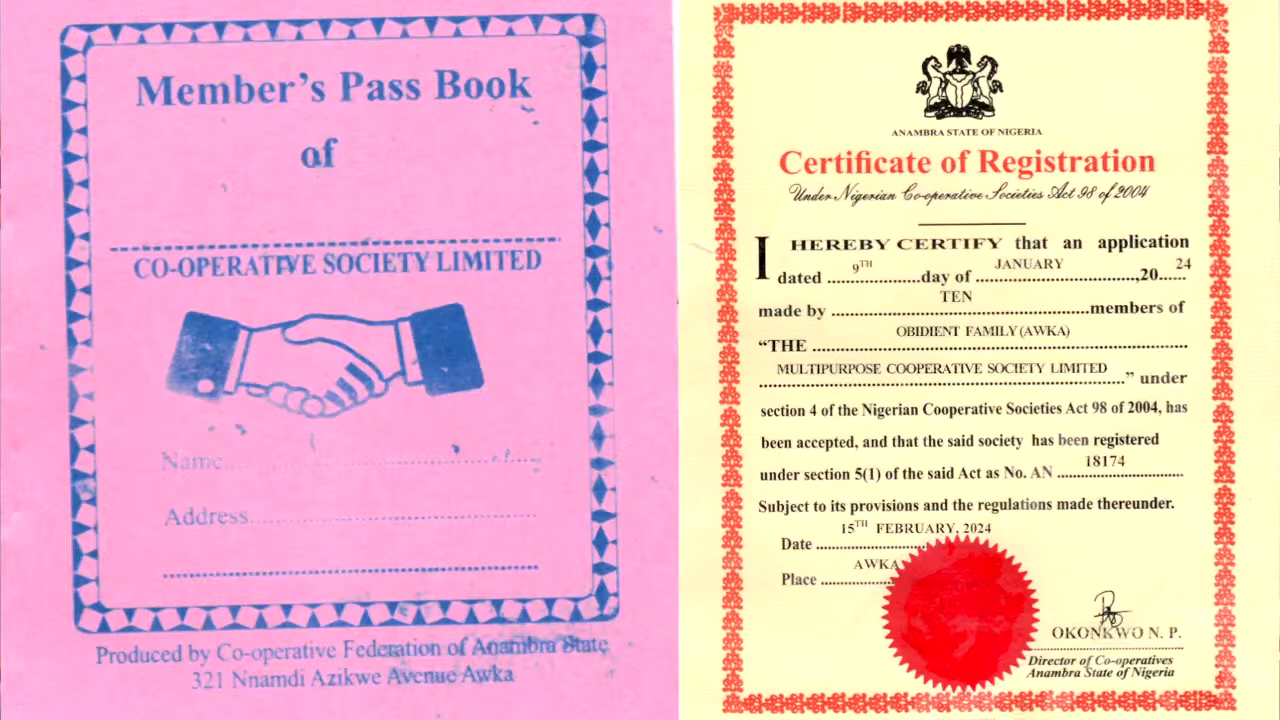 Member's Pass Book
of
CO-OPERATIVE SOCIETY LIMITED
Name
Address
Produced by Co-operative Federation of Anambra State
321 Nnamdi Azikwe Avenue Awka
ANAMBRA STATE OF NIGERIA
Certificate of Registration
Under Nigerian Co-operative Societies Act 98 of 2004
I HEREBY CERTIFY that an application
dated 9TH day of JANUARY, 20 24
made by TEN members of
"THE OBIDIENT FAMILY (AWKA)
MULTIPURPOSE COOPERATIVE SOCIETY LIMITED" under
section 4 of the Nigerian Cooperative Societies Act 98 of 2004, has
been accepted, and that the said society has been registered
under section 5(1) of the said Act as No. AN 18174
Subject to its provisions and the regulations made thereunder.
Date 15TH FEBRUARY, 2024
Place AWKA
OKONKWO N. P.
Director of Co-operatives
Anambra State of Nigeria